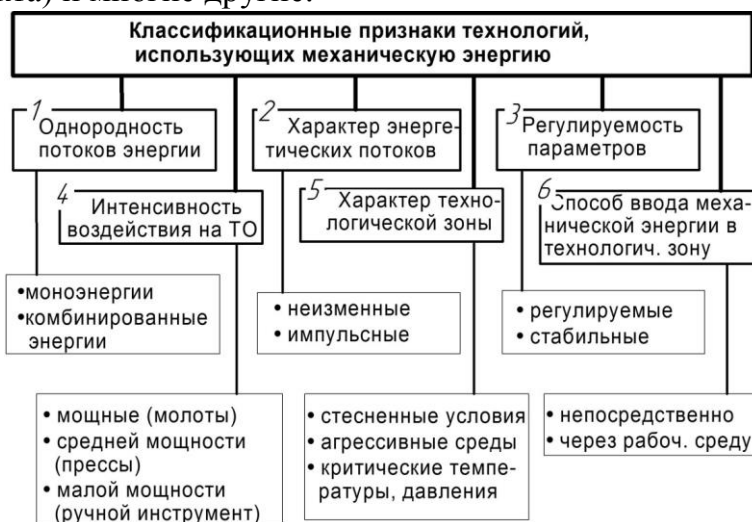 и многие другие.
Классификационные признаки технологий,
использующих механическую энергию
1 Однородность
потоков энергии
2 Характер энерге-
тических потоков
3 Регулируемость
параметров
4 Интенсивность
воздействия на ТО
5 Характер техно-
логической зоны
6 Способ ввода меха-
нической энергии в
технологич. зону
•моноэнергии
•комбинированные
энергии
• неизменные
• импульсные
• регулируемые
• стабильные
• мощные (молоты)
• средней мощности
(прессы)
• малой мощности
(ручной инструмент)
• стесненные условия
• агрессивные среды
• критические темпе-
ратуры, давления
• непосредственно
• через рабоч. среду